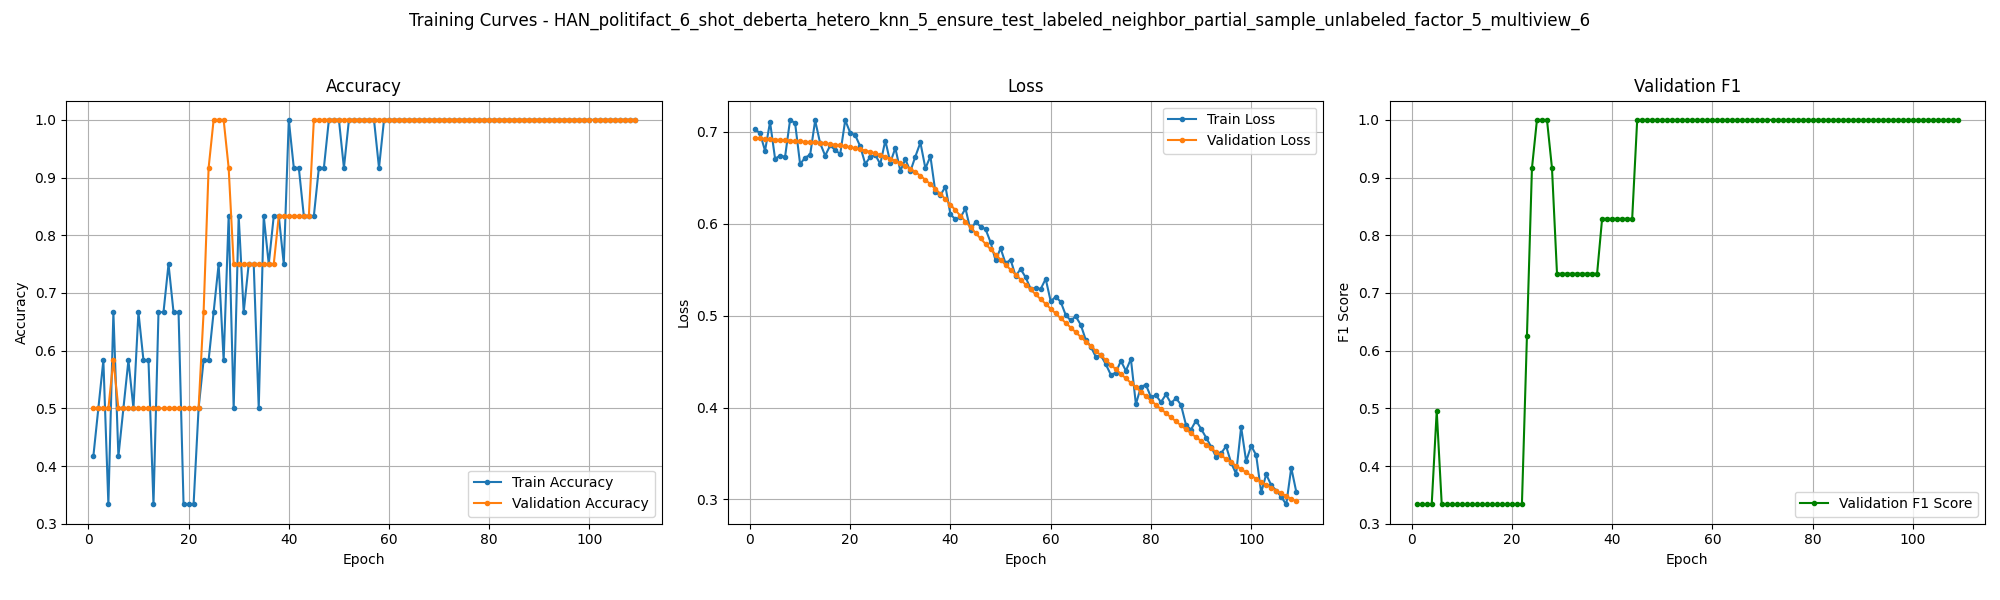 Training Curves - HAN_politifact_6_shot_deberta_hetero_knn_5_ensure_test_labeled_neighbor_partial_sample_unlabeled_factor_5_multiview_6
Accuracy
Accuracy
1.0
0.9
0.8
0.7
0.6
0.5
0.4
0.3
0 20 40 60 80 100
Epoch
Train Accuracy
Validation Accuracy
Loss
Loss
0.7
0.6
0.5
0.4
0.3
0 20 40 60 80 100
Epoch
Train Loss
Validation Loss
Validation F1
F1 Score
1.0
0.9
0.8
0.7
0.6
0.5
0.4
0.3
0 20 40 60 80 100
Epoch
Validation F1 Score